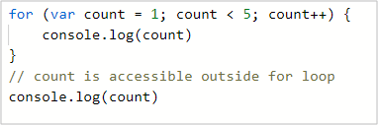 for (var count = 1; count < 5; count++) {
    console.log(count)
}
// count is accessible outside for loop
console.log(count)